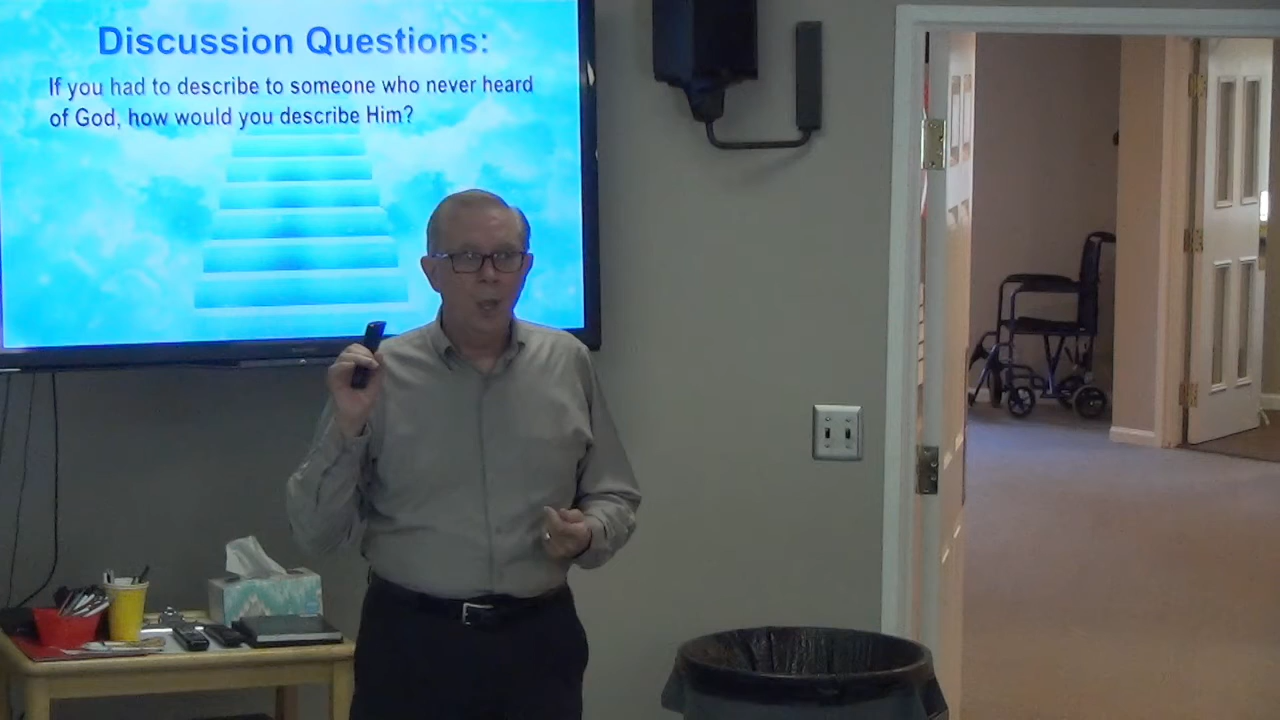 Discussion Questions:
If you had to describe to someone who never heard
of God, how would you describe Him?